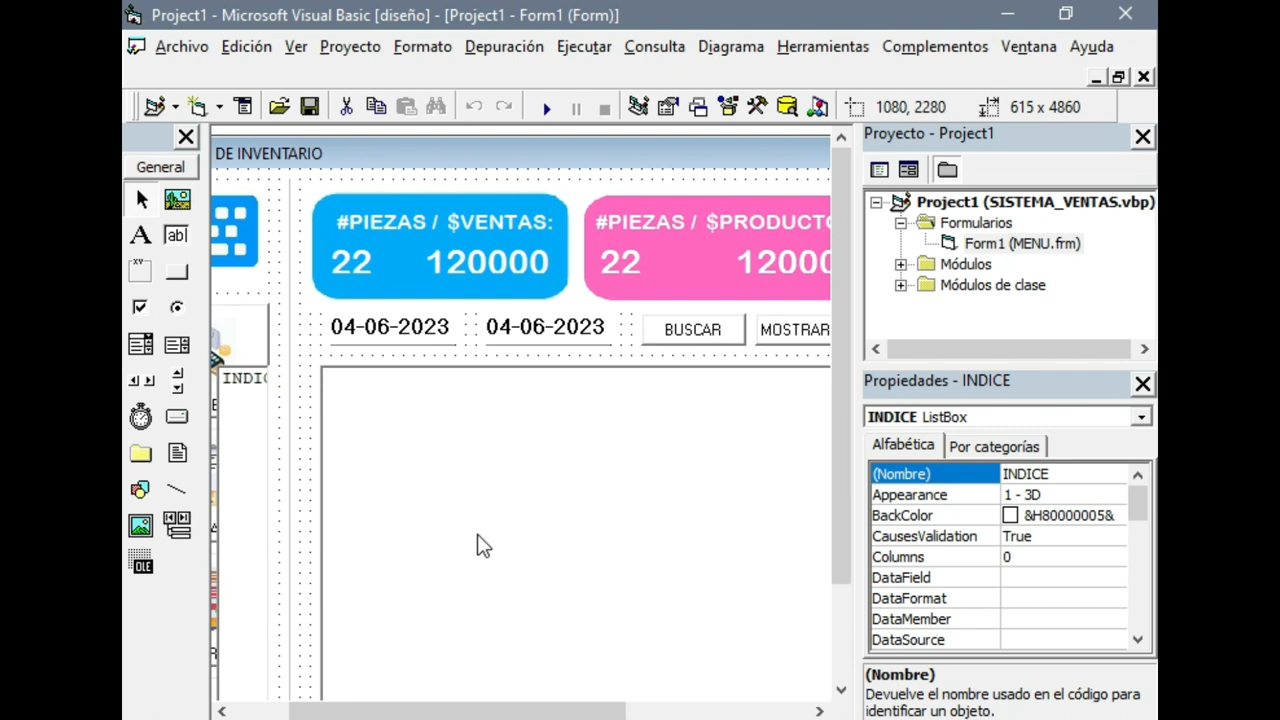 Project1 - Microsoft Visual Basic [diseño] - [Project1 - Form1 (Form)]
Archivo Edición Ver Proyecto Formato Depuración Ejecutar Consulta Diagrama Herramientas Complementos Ventana Ayuda
1080, 2280 615 x 4860
General
A
ab
XY
OLE
DE INVENTARIO
#PIEZAS / $VENTAS:
22 120000
#PIEZAS / $PRODUCTO
22 12000
04-06-2023 04-06-2023 BUSCAR MOSTRAR
INDIC
Proyecto - Project1
Project1 (SISTEMA_VENTAS.vbp)
Formularios
Form1 (MENU.frm)
Módulos
Módulos de clase
Propiedades - INDICE
INDICE ListBox
Alfabética Por categorías
(Nombre) INDICE
Appearance 1 - 3D
BackColor &H80000005&
CausesValidation True
Columns 0
DataField
DataFormat
DataMember
DataSource
(Nombre)
Devuelve el nombre usado en el código para
identificar un objeto.